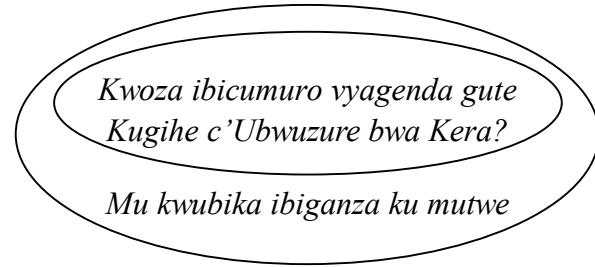 Kwoza ibicumuro vyagenda gute
Kugihe c’Ubwuzure bwa Kera?
Mu kwubika ibiganza ku mutwe